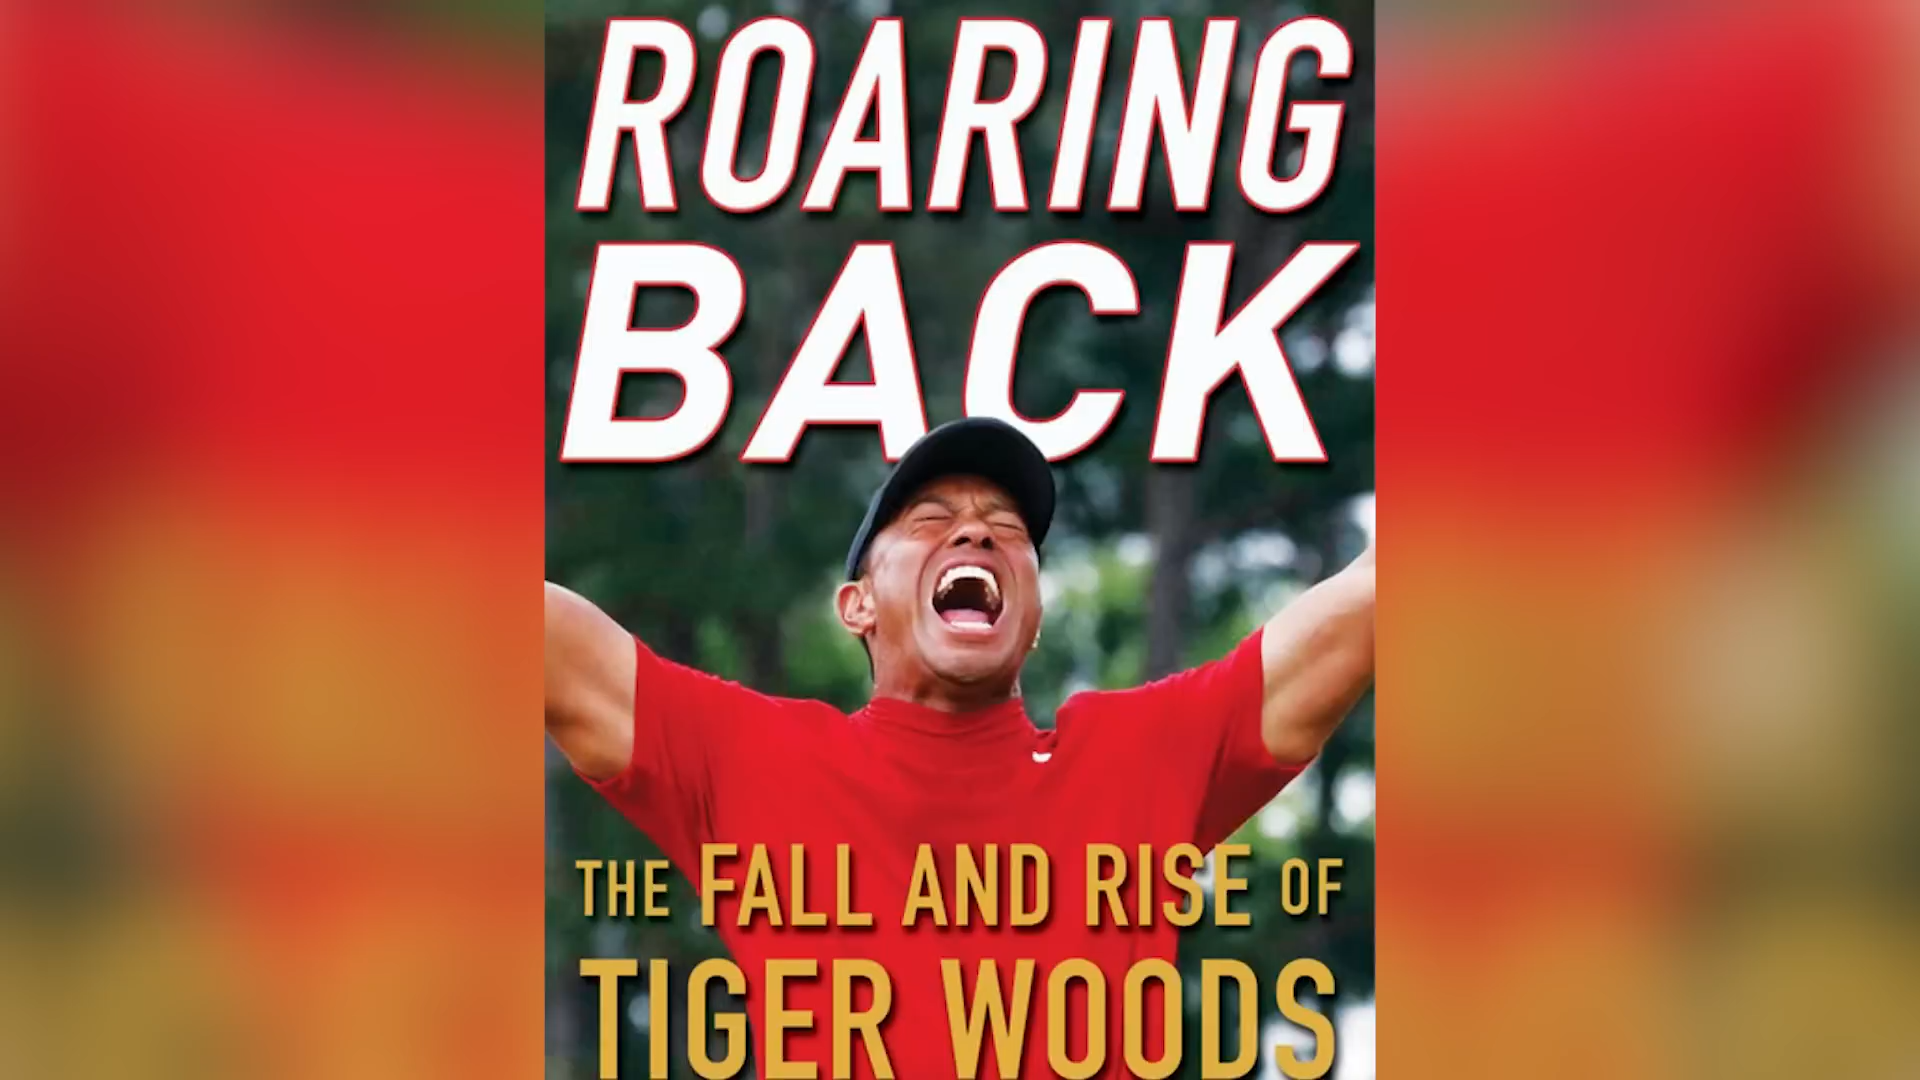 ROARING
BACK
THE FALL AND RISE OF
TIGER WOODS